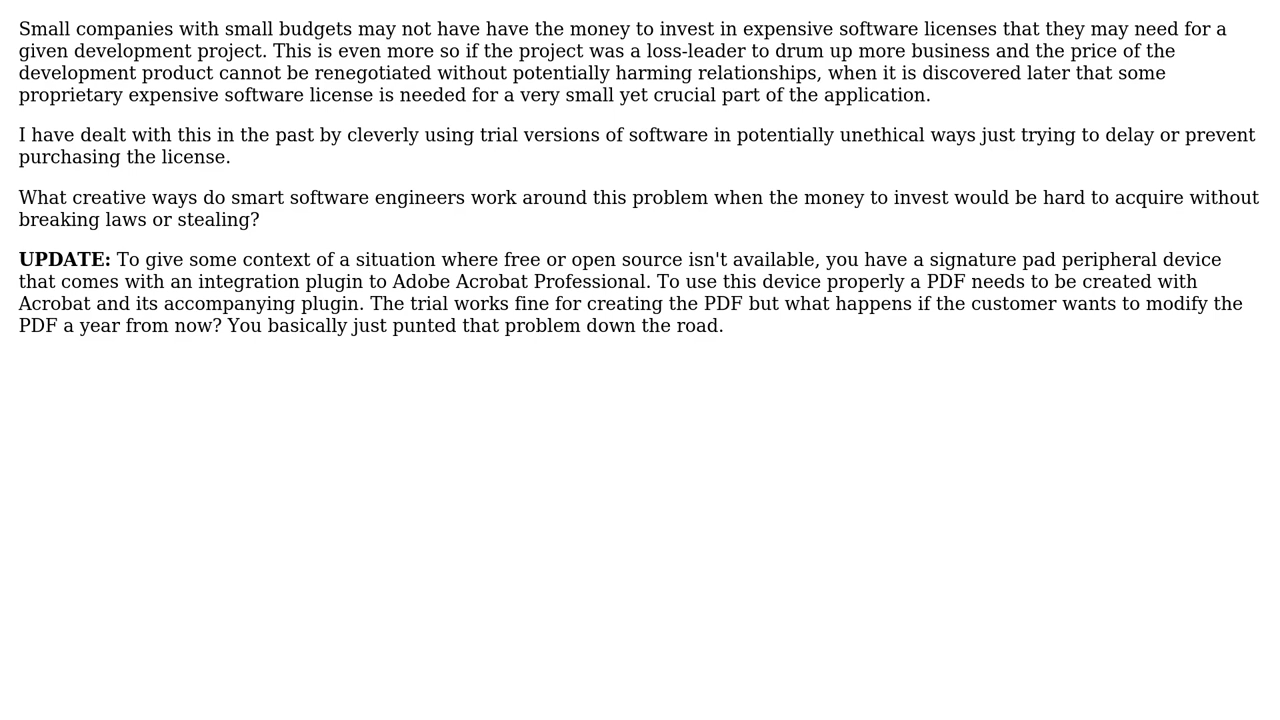 Small companies with small budgets may not have have the money to invest in expensive software licenses that they may need for a
given development project. This is even more so if the project was a loss-leader to drum up more business and the price of the
development product cannot be renegotiated without potentially harming relationships, when it is discovered later that some
proprietary expensive software license is needed for a very small yet crucial part of the application.
I have dealt with this in the past by cleverly using trial versions of software in potentially unethical ways just trying to delay or prevent
purchasing the license.
What creative ways do smart software engineers work around this problem when the money to invest would be hard to acquire without
breaking laws or stealing?
UPDATE: To give some context of a situation where free or open source isn't available, you have a signature pad peripheral device
that comes with an integration plugin to Adobe Acrobat Professional. To use this device properly a PDF needs to be created with
Acrobat and its accompanying plugin. The trial works fine for creating the PDF but what happens if the customer wants to modify the
PDF a year from now? You basically just punted that problem down the road.